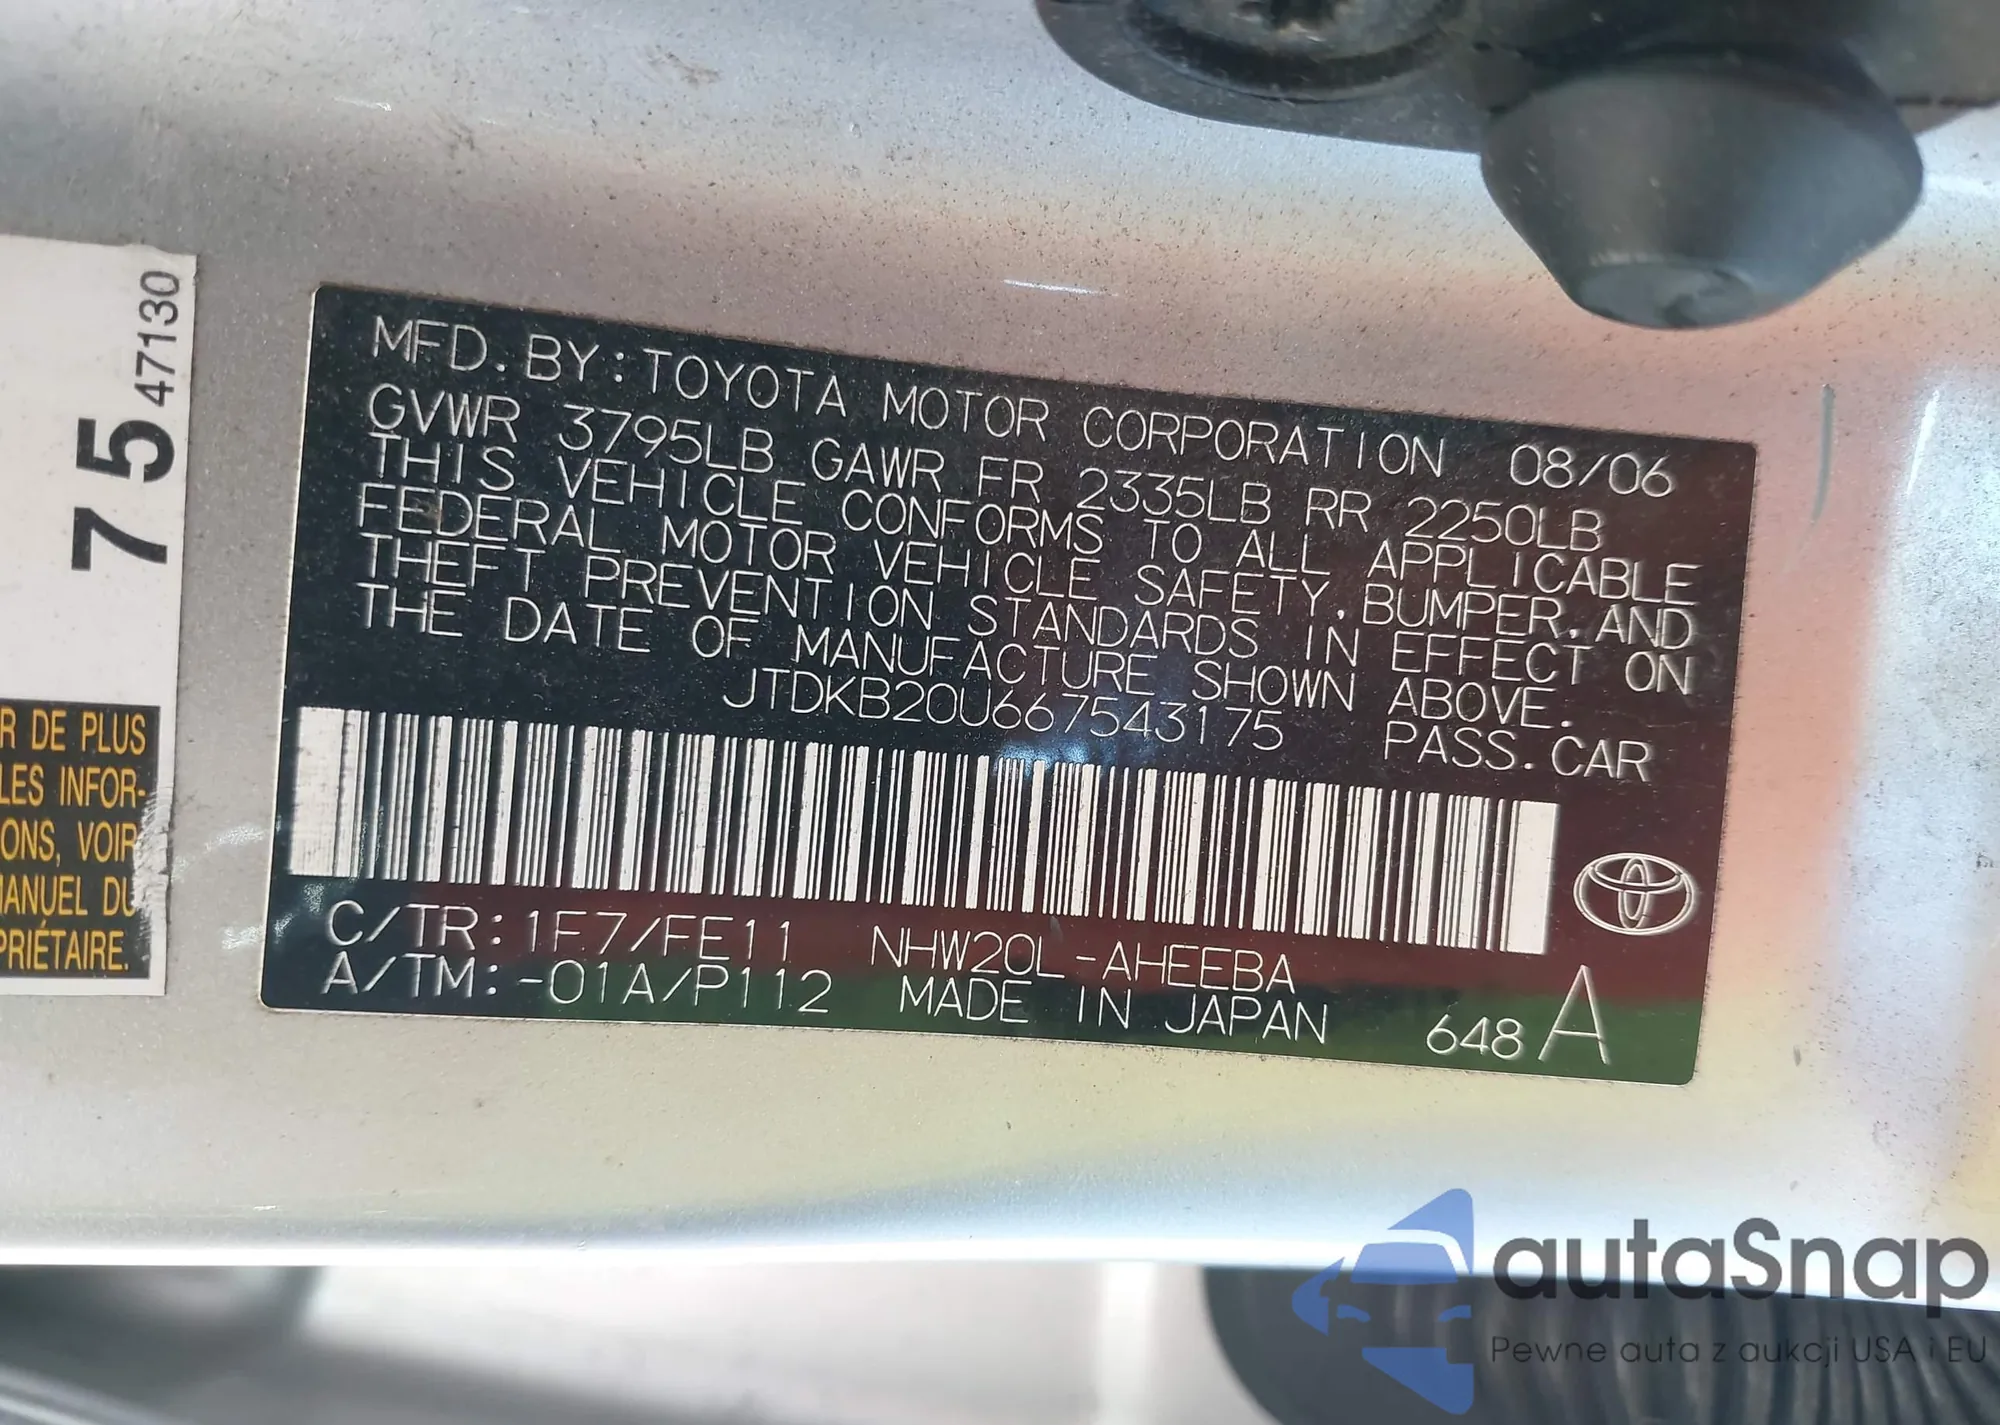 MFD. BY: TOYOTA MOTOR CORPORATION 08/06
GVWR 3795LB GAWR FR 2335LB RR 2250LB
THIS VEHICLE CONFORMS TO ALL APPLICABLE
FEDERAL MOTOR VEHICLE SAFETY, BUMPER, AND
THEFT PREVENTION STANDARDS IN EFFECT ON
THE DATE OF MANUFACTURE SHOWN ABOVE.
JTDKB20U667543175 PASS. CAR
C/TR: 1F7/FE11 NHW20L-AHEEBA
A/TM: -01A/P112 MADE IN JAPAN 648 A
75 47130
R DE PLUS
LES INFOR-
ONS, VOIR
MANUEL DU
PRIÉTAIRE.
autaSnap
Pewne auta z aukcji USA i EU